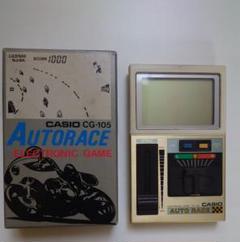 SCORE 1000
CASIO CG-105
AUTORACE
ELECTRONIC GAME
CASIO
AUTO RACE